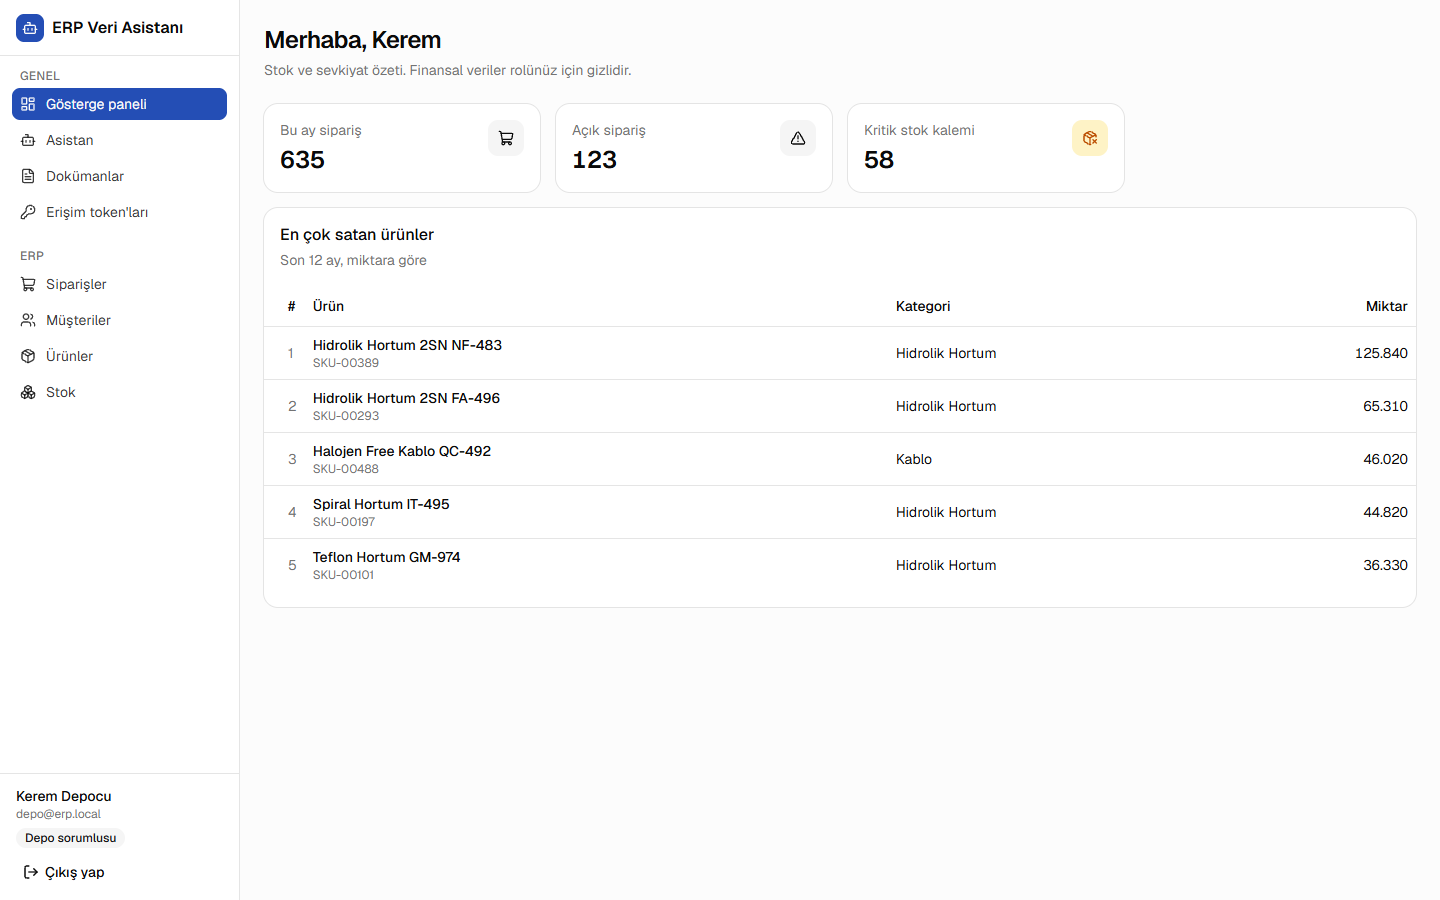 ERP Veri Asistanı
GENEL
Gösterge paneli
Asistan
Dokümanlar
Erişim token'ları
ERP
Siparişler
Müşteriler
Ürünler
Stok
Kerem Depocu
depo@erp.local
Depo sorumlusu
Çıkış yap
Merhaba, Kerem
Stok ve sevkiyat özeti. Finansal veriler rolünüz için gizlidir.
Bu ay sipariş
635
Açık sipariş
123
Kritik stok kalemi
58
En çok satan ürünler
Son 12 ay, miktara göre
# Ürün Kategori Miktar
1 Hidrolik Hortum 2SN NF-483 Hidrolik Hortum 125.840
SKU-00389
2 Hidrolik Hortum 2SN FA-496 Hidrolik Hortum 65.310
SKU-00293
3 Halojen Free Kablo QC-492 Kablo 46.020
SKU-00488
4 Spiral Hortum IT-495 Hidrolik Hortum 44.820
SKU-00197
5 Teflon Hortum GM-974 Hidrolik Hortum 36.330
SKU-00101